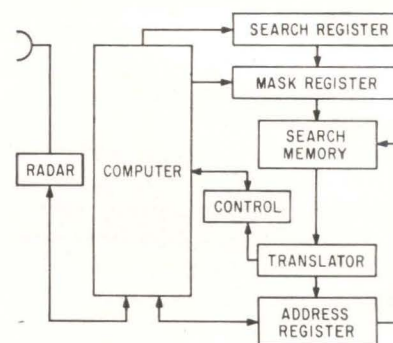 SEARCH REGISTER
MASK REGISTER
SEARCH
MEMORY
RADAR
COMPUTER
CONTROL
TRANSLATOR
ADDRESS
REGISTER